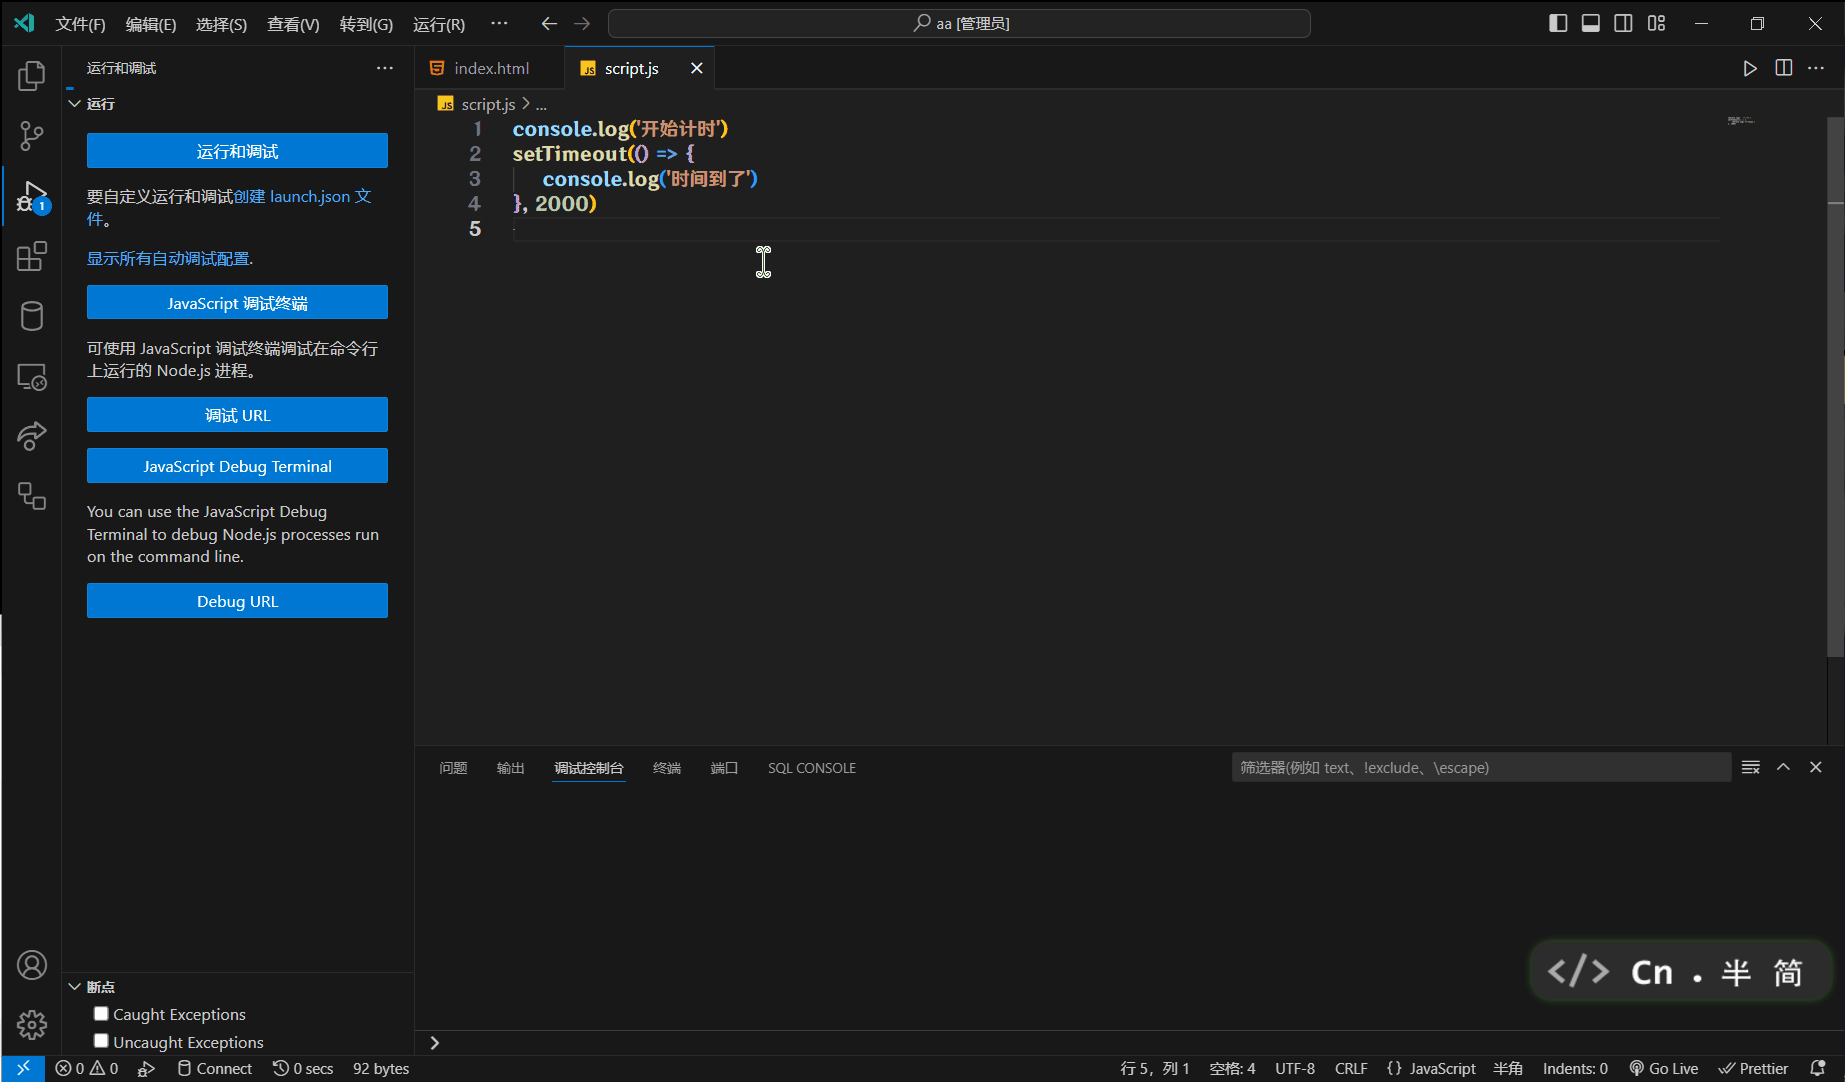 文件(F) 编辑(E) 选择(S) 查看(V) 转到(G) 运行(R) ··· aa [管理员]
运行和调试 ···
index.html
JS script.js
运行
JS script.js > ...
运行和调试
要自定义运行和调试创建 launch.json 文
件。
显示所有自动调试配置.
JavaScript 调试终端
可使用 JavaScript 调试终端调试在命令行
上运行的 Node.js 进程。
调试 URL
JavaScript Debug Terminal
You can use the JavaScript Debug
Terminal to debug Node.js processes run
on the command line.
Debug URL
1
1 console.log('开始计时')
2 setTimeout(() => {
3 console.log('时间到了')
4 }, 2000)
5
问题 输出 调试控制台 终端 端口 SQL CONSOLE 筛选器(例如 text、!exclude、\escape)
</> Cn . 半 简
断点
Caught Exceptions
Uncaught Exceptions
>
0 0 Connect 0 secs 92 bytes 行 5，列 1 空格: 4 UTF-8 CRLF {} JavaScript 半角 Indents: 0 Go Live Prettier